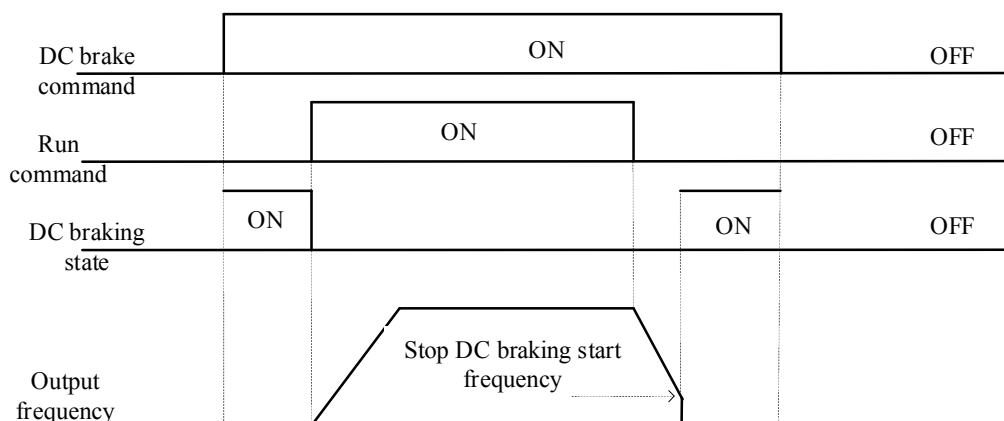 DC brake
command
ON
OFF
Run
command
ON
OFF
DC braking
state
ON
ON
OFF
Stop DC braking start
frequency
Output
frequency